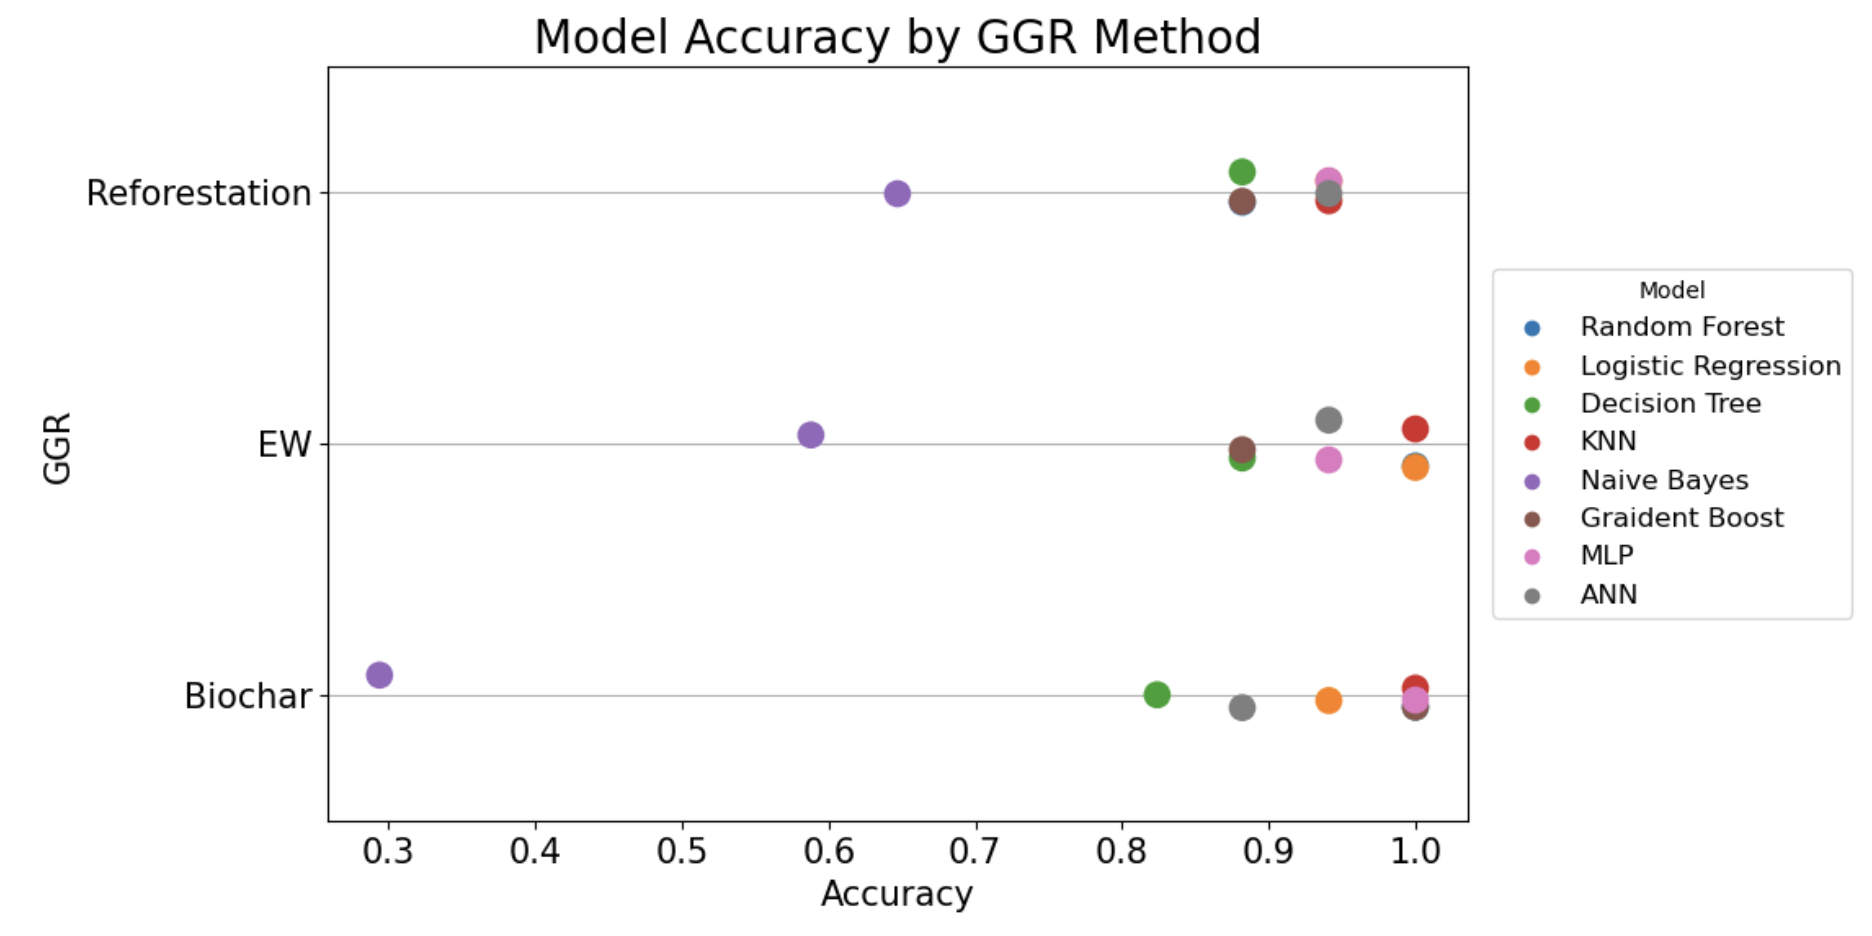 Model Accuracy by GGR Method
Reforestation
EW
Biochar
GGR
0.3 0.4 0.5 0.6 0.7 0.8 0.9 1.0
Accuracy
Model
Random Forest
Logistic Regression
Decision Tree
KNN
Naive Bayes
Graident Boost
MLP
ANN